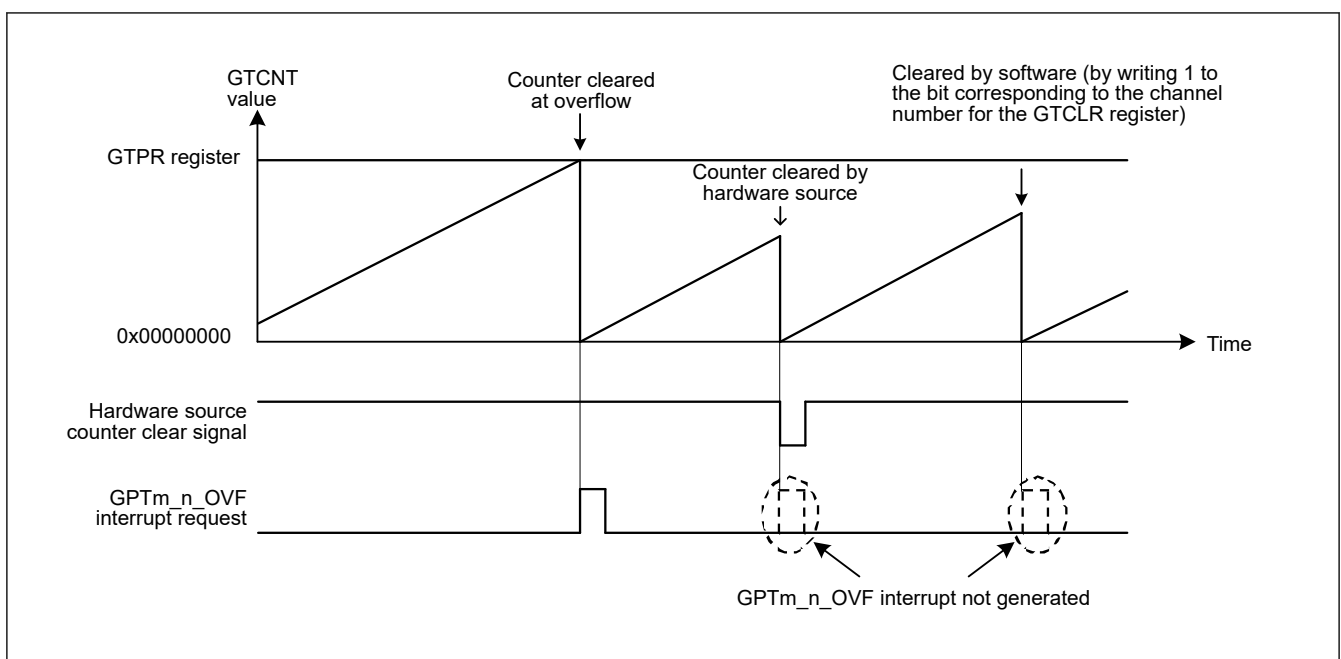 GTCNT
value
Counter cleared
at overflow
Cleared by software (by writing 1 to
the bit corresponding to the channel
number for the GTCLR register)
GTPR register
Counter cleared by
hardware source
0x00000000
Time
Hardware source
counter clear signal
GPTm_n_OVF
interrupt request
GPTm_n_OVF interrupt not generated